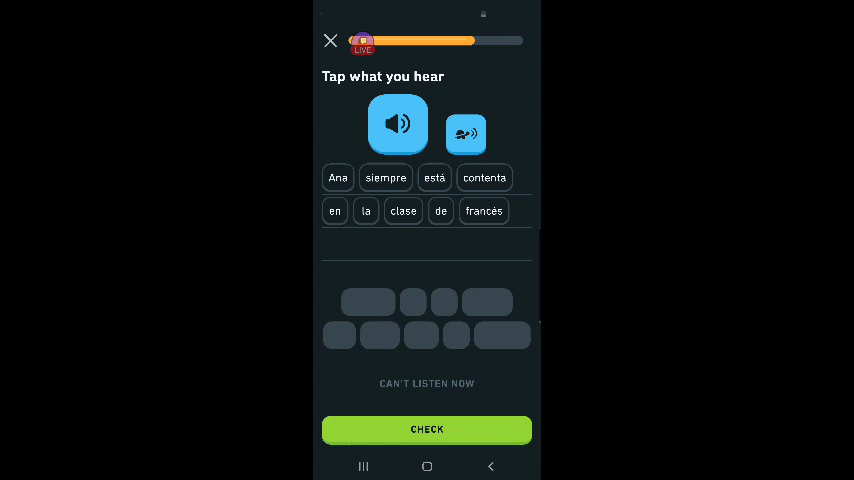 LIVE
Tap what you hear
Ana siempre está contenta
en la clase de francés
CAN'T LISTEN NOW
CHECK